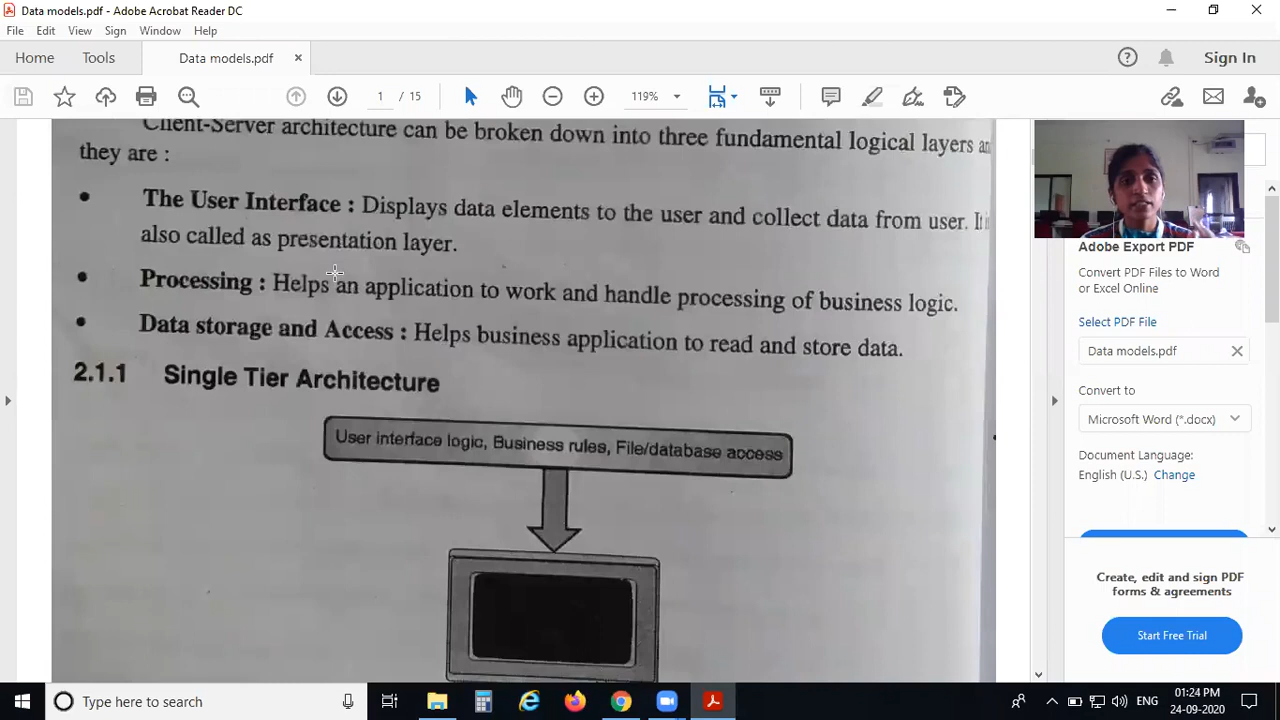 Data models.pdf - Adobe Acrobat Reader DC
File Edit View Sign Window Help
Home Tools Data models.pdf Sign In
1 / 15 119%
Client-Server architecture can be broken down into three fundamental logical layers
they are :
• The User Interface : Displays data elements to the user and collect data from user. It
also called as presentation layer.
• Processing : Helps an application to work and handle processing of business logic.
• Data storage and Access : Helps business application to read and store data.
2.1.1 Single Tier Architecture
User interface logic, Business rules, File/database access
Adobe Export PDF
Convert PDF Files to Word
or Excel Online
Select PDF File
Data models.pdf
Convert to
Microsoft Word (*.docx)
Document Language:
English (U.S.) Change
Create, edit and sign PDF
forms & agreements
Start Free Trial
Type here to search
ENG
01:24 PM
24-09-2020